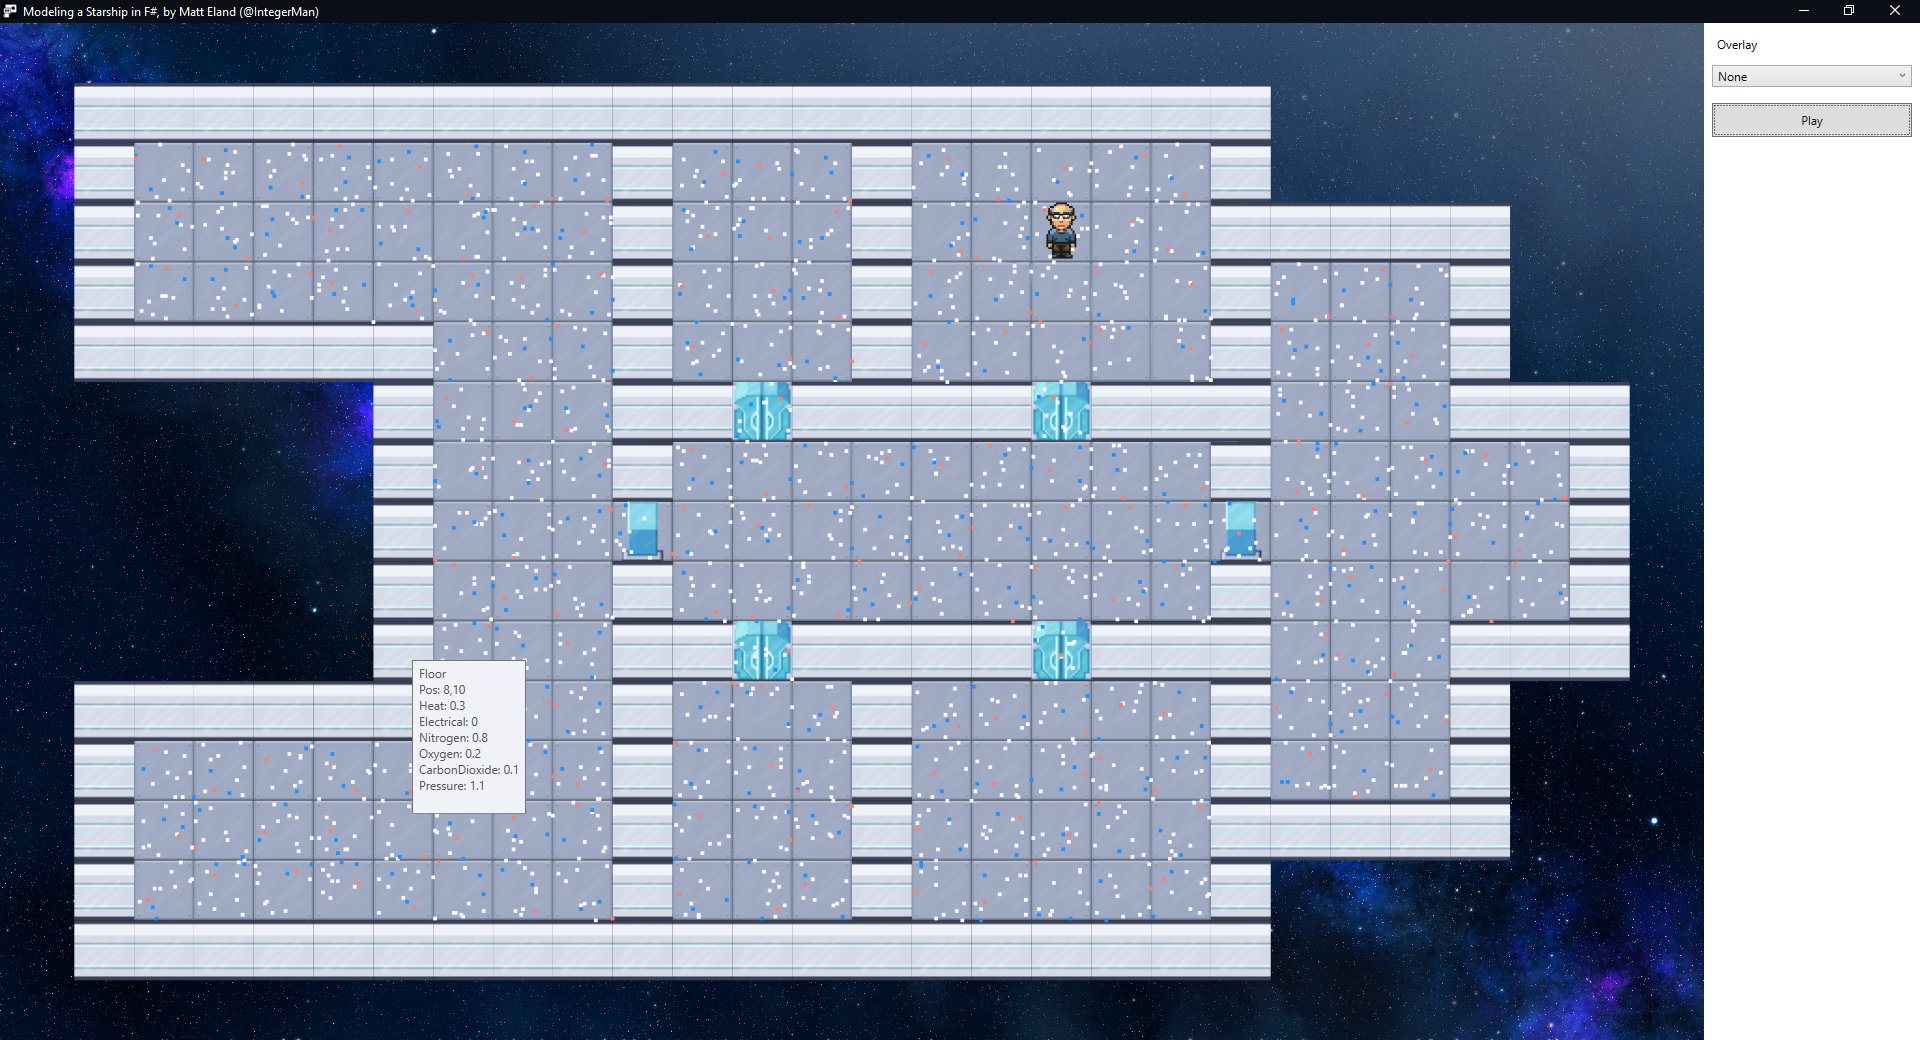 Modeling a Starship in F#, by Matt Eland (@IntegerMan)
Overlay
None
Play
Floor
Pos: 8,10
Heat: 0.3
Electrical: 0
Nitrogen: 0.8
Oxygen: 0.2
CarbonDioxide: 0.1
Pressure: 1.1